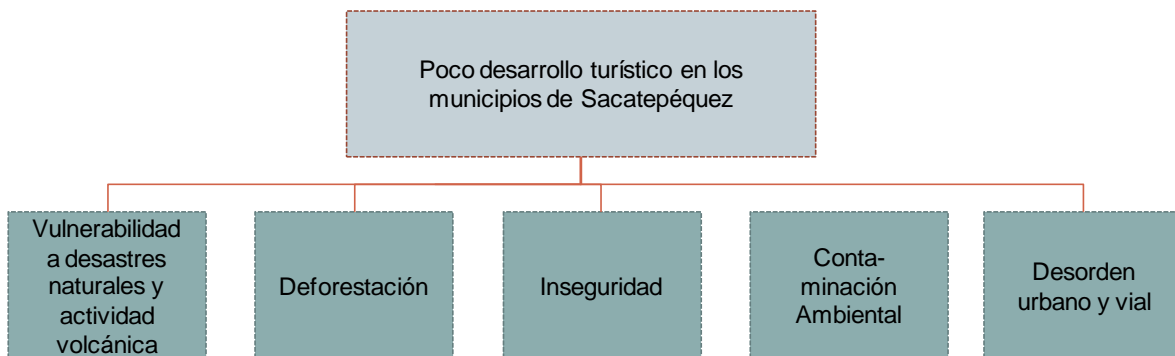 Poco desarrollo turístico en los
municipios de Sacatepéquez
Vulnerabilidad
a desastres
naturales y
actividad
volcánica
Deforestación
Inseguridad
Conta-
minación
Ambiental
Desorden
urbano y vial